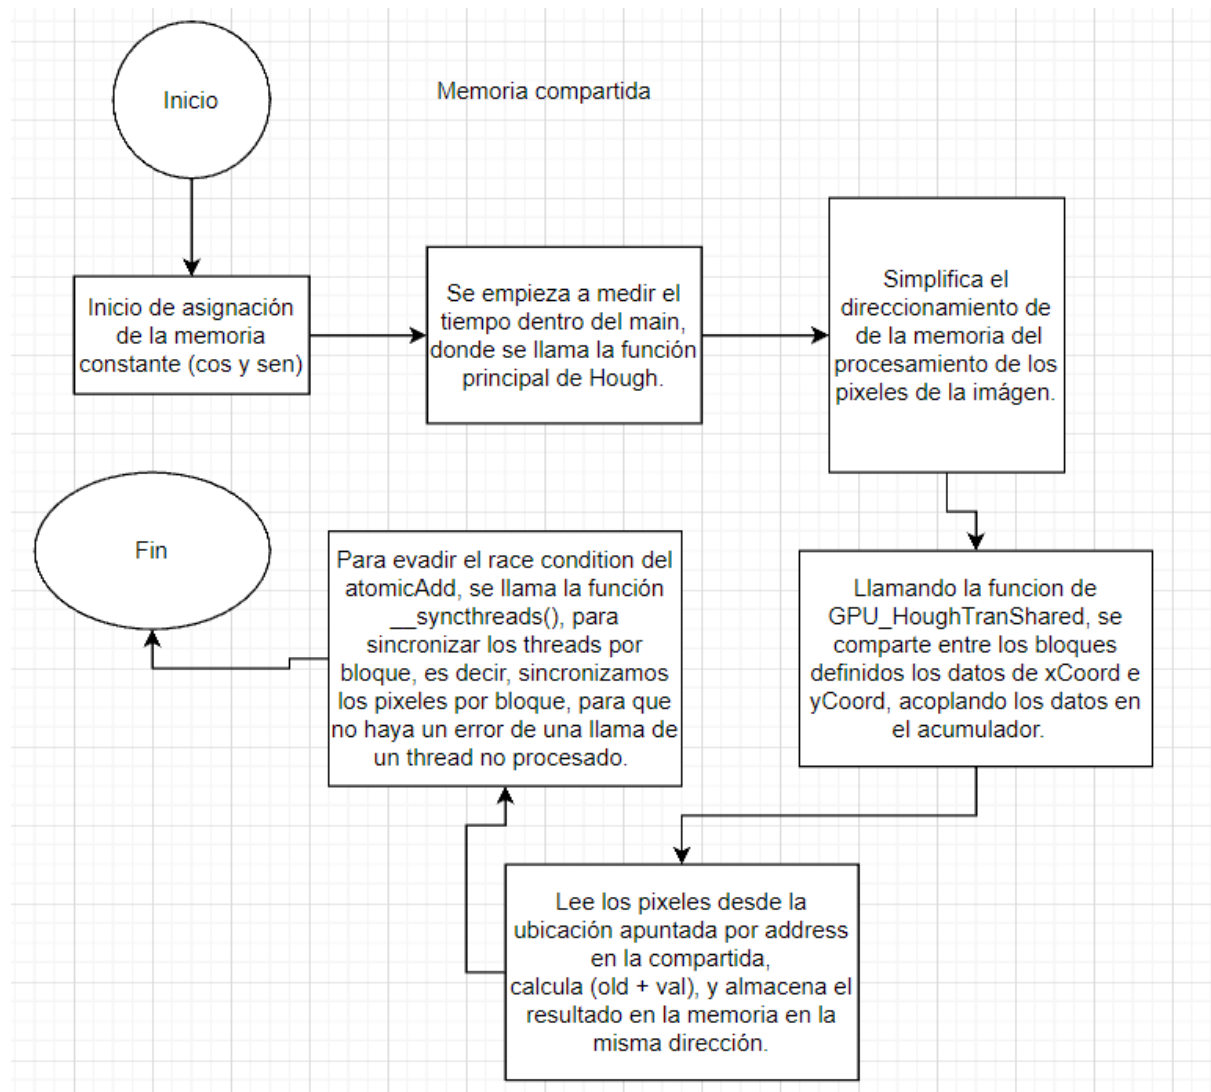 Inicio
Memoria compartida
Inicio de asignación
de la memoria
constante (cos y sen)
Se empieza a medir el
tiempo dentro del main,
donde se llama la función
principal de Hough.
Simplifica el
direccionamiento de
de la memoria del
procesamiento de los
pixeles de la imágen.
Llamando la funcion de
GPU_HoughTranShared, se
comparte entre los bloques
definidos los datos de xCoord e
yCoord, acoplando los datos en
el acumulador.
Lee los pixeles desde la
ubicación apuntada por address
en la compartida,
calcula (old + val), y almacena el
resultado en la memoria en la
misma dirección.
Para evadir el race condition del
atomicAdd, se llama la función
__syncthreads(), para
sincronizar los threads por
bloque, es decir, sincronizamos
los pixeles por bloque, para que
no haya un error de una llama de
un thread no procesado.
Fin